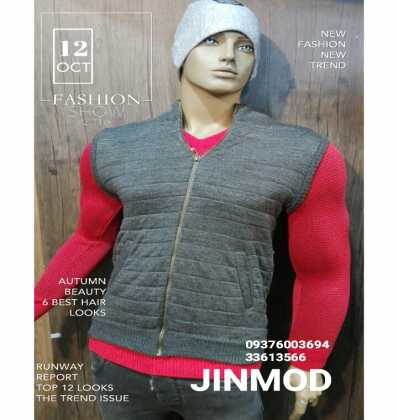 12
OCT
FASHION
SHOW
NEW
FASHION
NEW
TREND
AUTUMN
BEAUTY
6 BEST HAIR
LOOKS
RUNWAY
REPORT
TOP 12 LOOKS
THE TREND ISSUE
09376003694
33613566
JINMOD